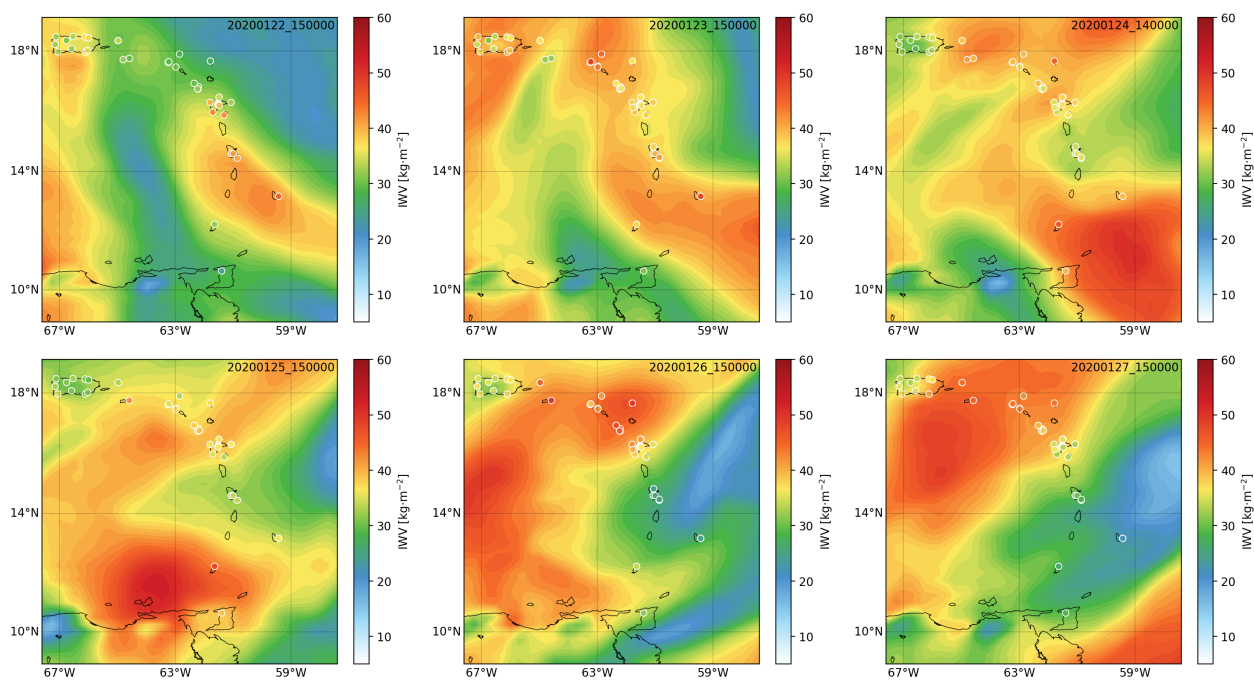 20200122_150000
18°N
14°N
10°N
67°W
63°W
59°W
60
50
40
30
20
10
IWV [kg·m⁻²]
20200123_150000
18°N
14°N
10°N
67°W
63°W
59°W
60
50
40
30
20
10
IWV [kg·m⁻²]
20200124_140000
18°N
14°N
10°N
67°W
63°W
59°W
60
50
40
30
20
10
IWV [kg·m⁻²]
20200125_150000
18°N
14°N
10°N
67°W
63°W
59°W
60
50
40
30
20
10
IWV [kg·m⁻²]
20200126_150000
18°N
14°N
10°N
67°W
63°W
59°W
60
50
40
30
20
10
IWV [kg·m⁻²]
20200127_150000
18°N
14°N
10°N
67°W
63°W
59°W
60
50
40
30
20
10
IWV [kg·m⁻²]